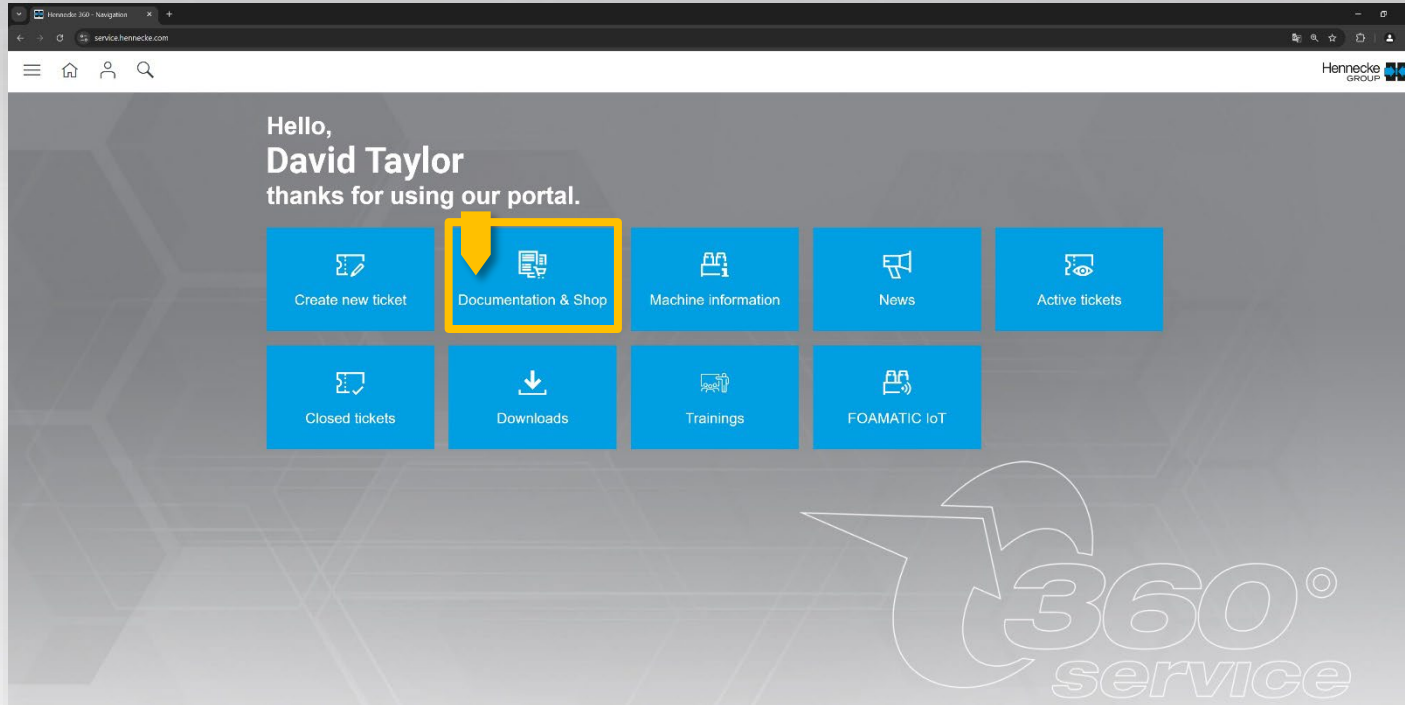 Hennecke 360 - Navigation
service.hennecke.com
Hennecke
GROUP
Hello,
David Taylor
thanks for using our portal.
Create new ticket
Documentation & Shop
Machine information
News
Active tickets
Closed tickets
Downloads
Trainings
FOAMATIC IoT
360°
service